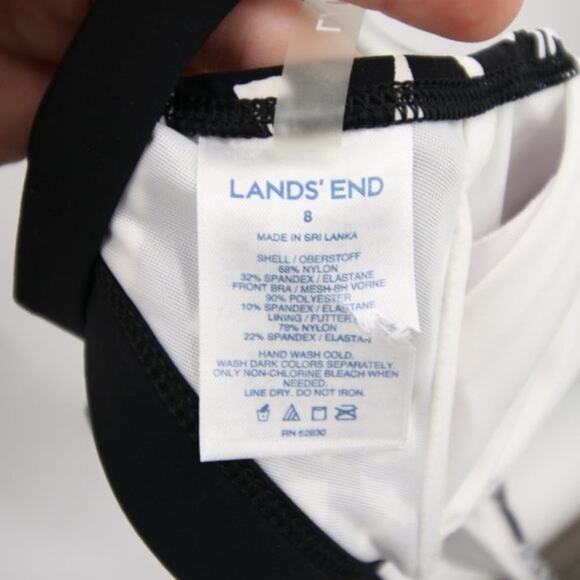 LANDS' END
8
MADE IN SRI LANKA
SHELL / OBERSTOFF
68% NYLON
32% SPANDEX / ELASTANE
FRONT BRA / MESH-BH VORNE
90% POLYESTER
10% SPANDEX / ELASTANE
LINING / FUTTER
78% NYLON
22% SPANDEX / ELASTAN
HAND WASH COLD.
WASH DARK COLORS SEPARATELY.
ONLY NON-CHLORINE BLEACH WHEN
NEEDED.
LINE DRY. DO NOT IRON.
RN 62830